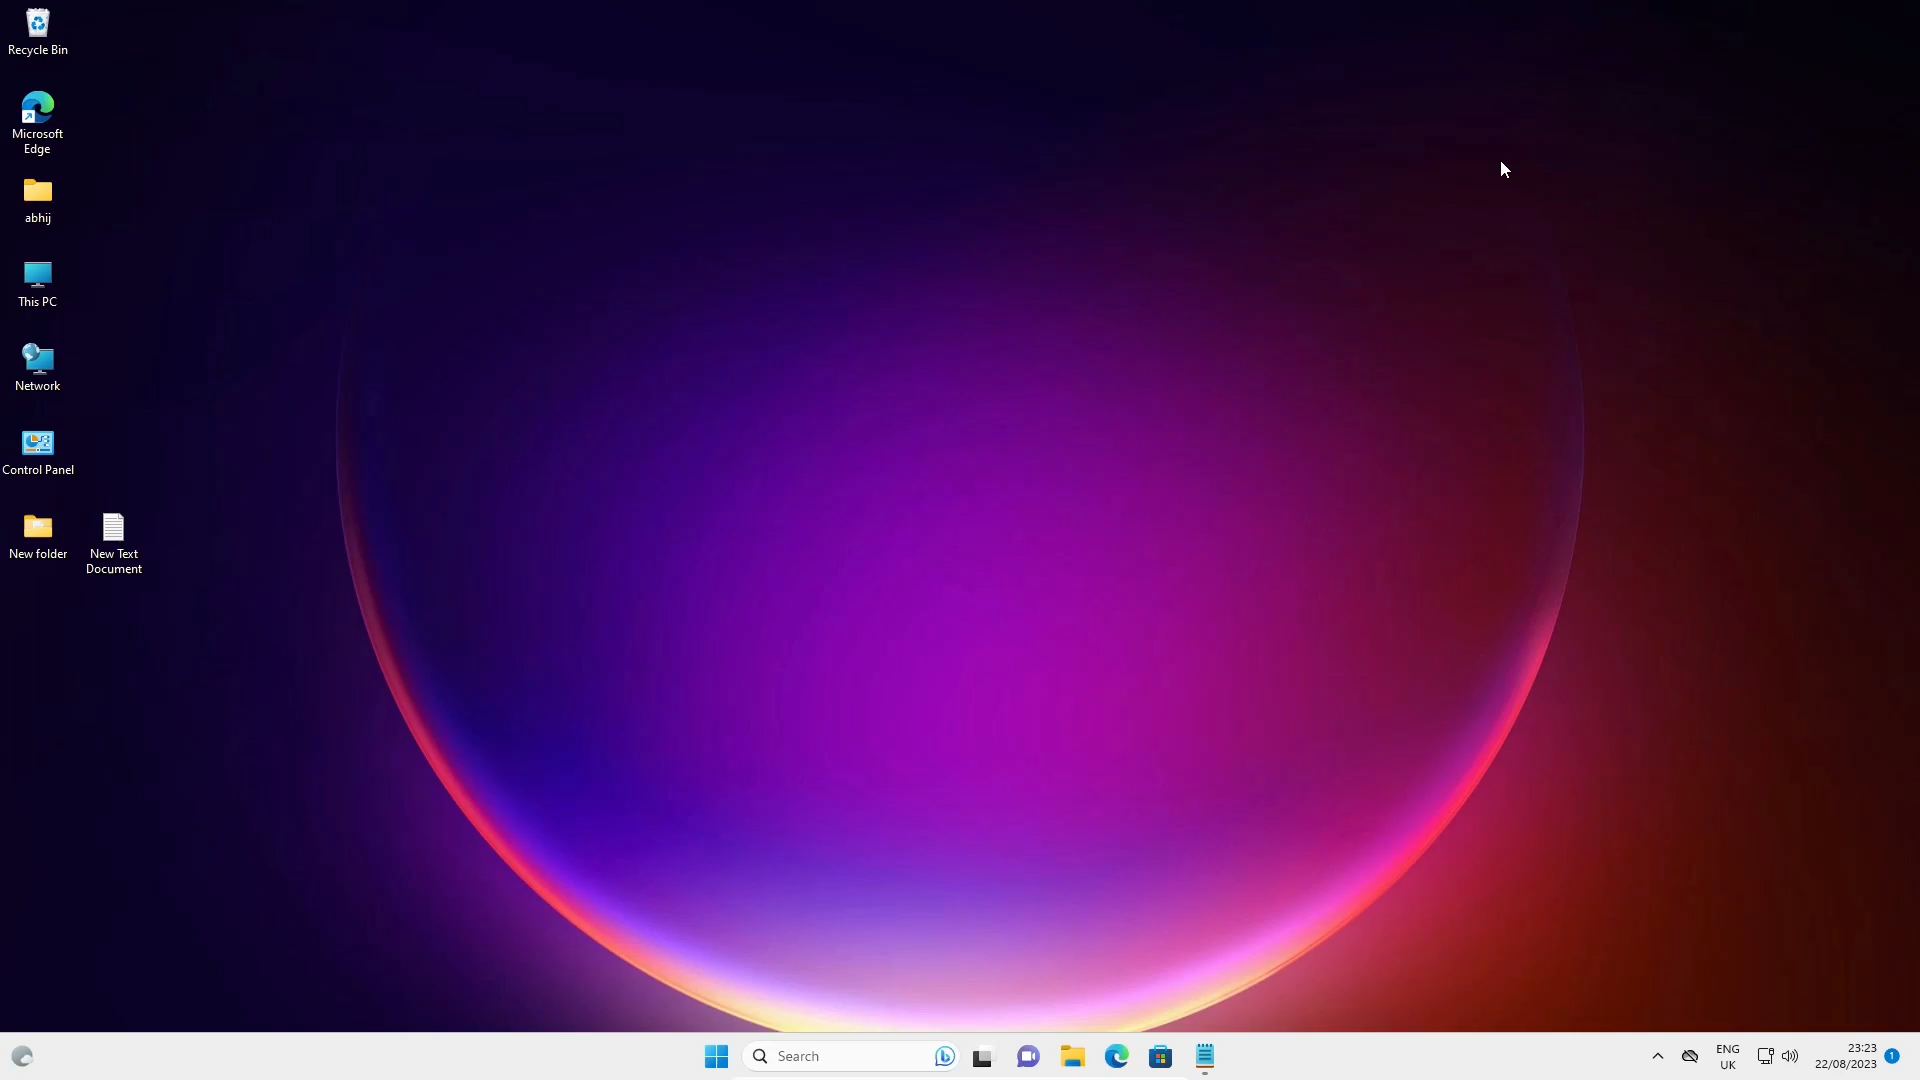 Recycle Bin
Microsoft
Edge
abhij
This PC
Network
Control Panel
New folder
New Text
Document
Search
ENG
UK
23:23
22/08/2023
1